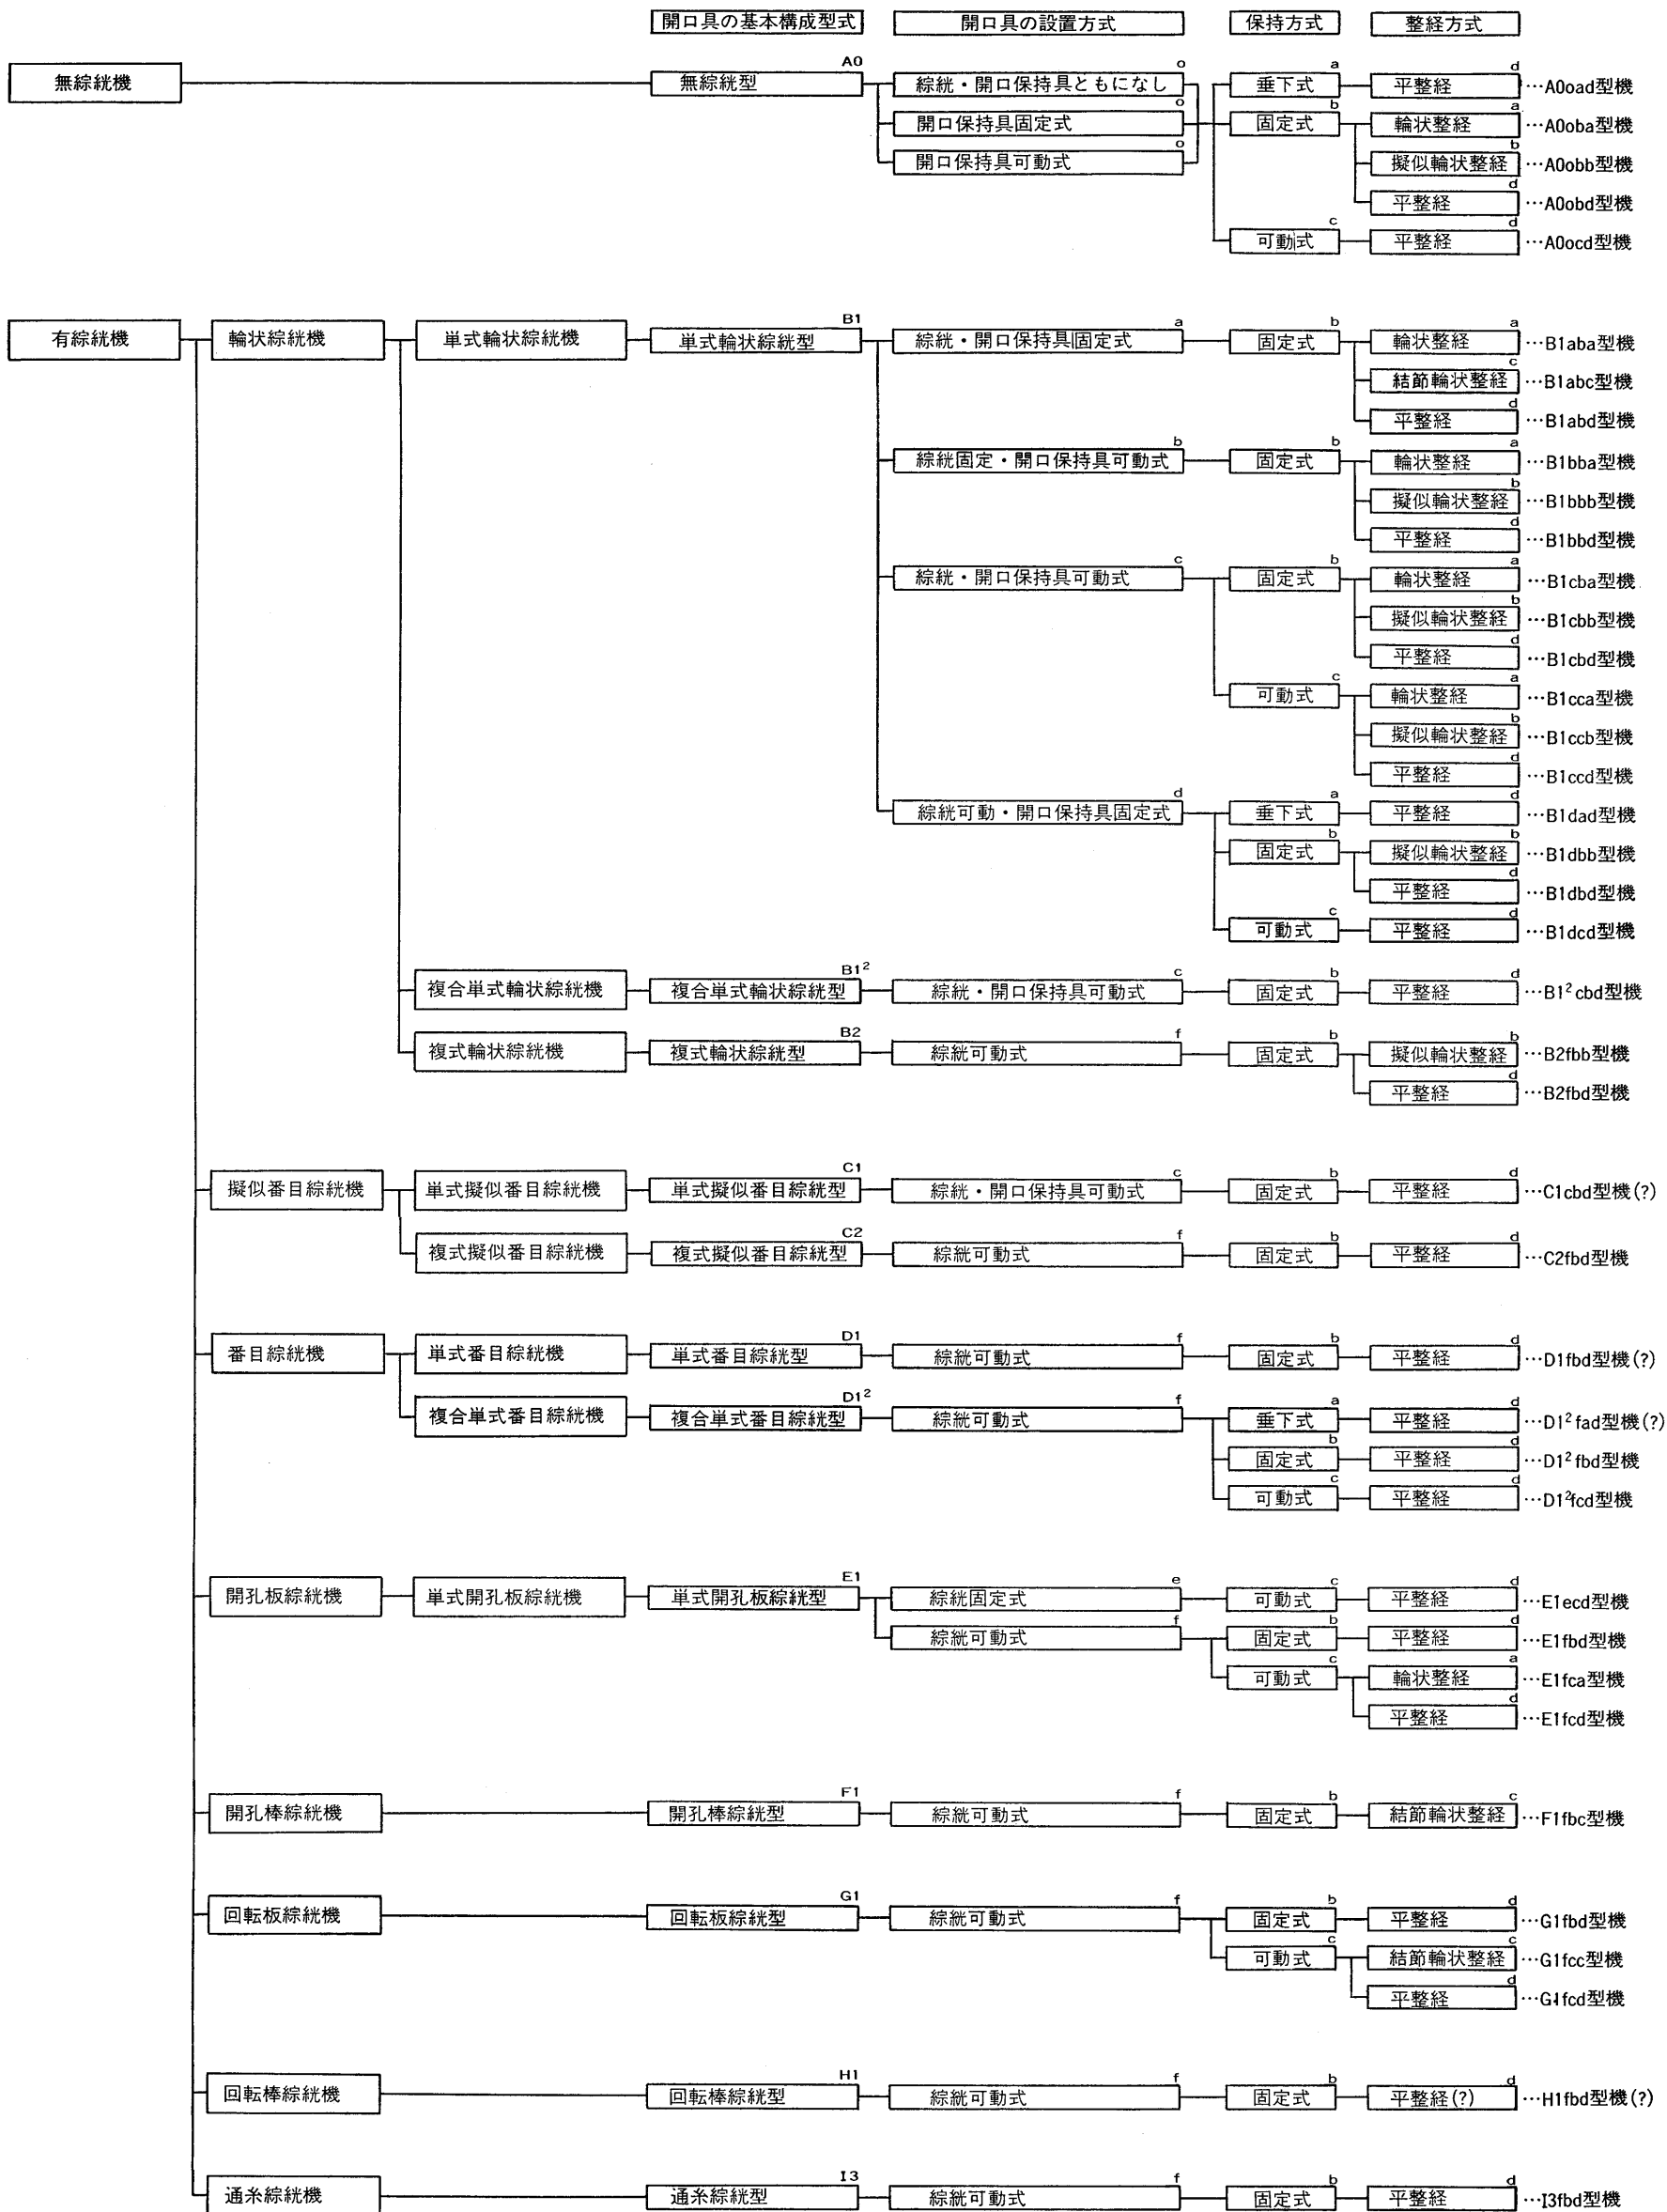 開口具の基本構成型式 開口具の設置方式 保持方式 整経方式
A0 o a d
無綜絖機 無綜絖型 綜絖・開口保持具ともになし 垂下式 平整経 …A0oad型機
o b a
開口保持具固定式 固定式 輪状整経 …A0oba型機
o b
開口保持具可動式 擬似輪状整経 …A0obb型機
d
平整経 …A0obd型機
c d
可動式 平整経 …A0ocd型機
B1 a b a
有綜絖機 輪状綜絖機 単式輪状綜絖機 単式輪状綜絖型 綜絖・開口保持具固定式 固定式 輪状整経 …B1aba型機
c
結節輪状整経 …B1abc型機
d
平整経 …B1abd型機
b b a
綜絖固定・開口保持具可動式 固定式 輪状整経 …B1bba型機
b
擬似輪状整経 …B1bbb型機
d
平整経 …B1bbd型機
c b a
綜絖・開口保持具可動式 固定式 輪状整経 …B1cba型機
b
擬似輪状整経 …B1cbb型機
d
平整経 …B1cbd型機
c a
可動式 輪状整経 …B1cca型機
b
擬似輪状整経 …B1ccb型機
d
平整経 …B1ccd型機
d a d
綜絖可動・開口保持具固定式 垂下式 平整経 …B1dad型機
b b
固定式 擬似輪状整経 …B1dbb型機
d
平整経 …B1dbd型機
c d
可動式 平整経 …B1dcd型機
B1² c b d
複合単式輪状綜絖機 複合単式輪状綜絖型 綜絖・開口保持具可動式 固定式 平整経 …B1²cbd型機
B2 f b b
複式輪状綜絖機 複式輪状綜絖型 綜絖可動式 固定式 擬似輪状整経 …B2fbb型機
d
平整経 …B2fbd型機
C1 c b d
擬似番目綜絖機 単式擬似番目綜絖機 単式擬似番目綜絖型 綜絖・開口保持具可動式 固定式 平整経 …C1cbd型機(?)
C2 f b d
複式擬似番目綜絖機 複式擬似番目綜絖型 綜絖可動式 固定式 平整経 …C2fbd型機
D1 f b d
番目綜絖機 単式番目綜絖機 単式番目綜絖型 綜絖可動式 固定式 平整経 …D1fbd型機(?)
D1² f a d
複合単式番目綜絖機 複合単式番目綜絖型 綜絖可動式 垂下式 平整経 …D1²fad型機(?)
b d
固定式 平整経 …D1²fbd型機
c d
可動式 平整経 …D1²fcd型機
E1 e c d
開孔板綜絖機 単式開孔板綜絖機 単式開孔板綜絖型 綜絖固定式 可動式 平整経 …E1ecd型機
f b d
綜絖可動式 固定式 平整経 …E1fbd型機
c a
可動式 輪状整経 …E1fca型機
d
平整経 …E1fcd型機
F1 f b c
開孔棒綜絖機 開孔棒綜絖型 綜絖可動式 固定式 結節輪状整経 …F1fbc型機
G1 f b d
回転板綜絖機 回転板綜絖型 綜絖可動式 固定式 平整経 …G1fbd型機
c c
可動式 結節輪状整経 …G1fcc型機
d
平整経 …G1fcd型機
H1 f b d
回転棒綜絖機 回転棒綜絖型 綜絖可動式 固定式 平整経(?) …H1fbd型機(?)
I3 f b d
通糸綜絖機 通糸綜絖型 綜絖可動式 固定式 平整経 …I3fbd型機